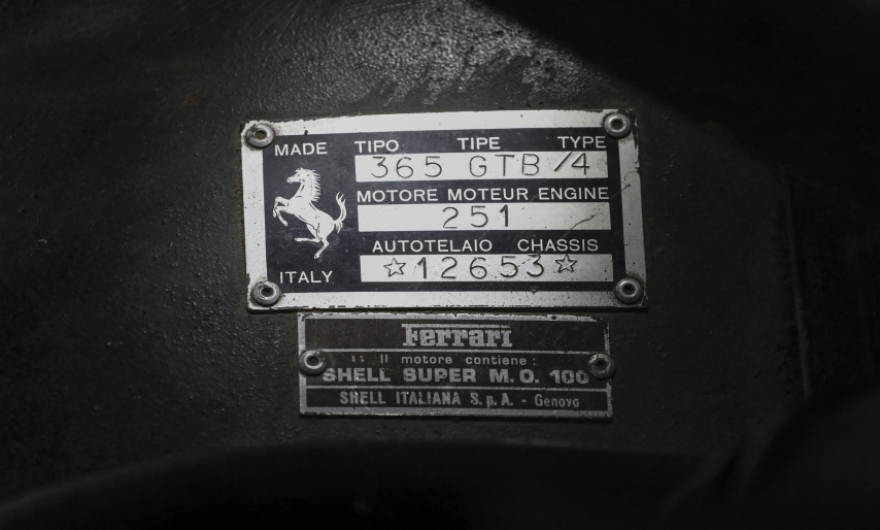 MADE TIPO TIPE TYPE
365 GTB/4
MOTORE MOTEUR ENGINE
251
AUTOTELAIO CHASSIS
☆12653☆
ITALY
Ferrari
Il motore contiene:
SHELL SUPER M.O. 100
SHELL ITALIANA S.p.A. - Genova